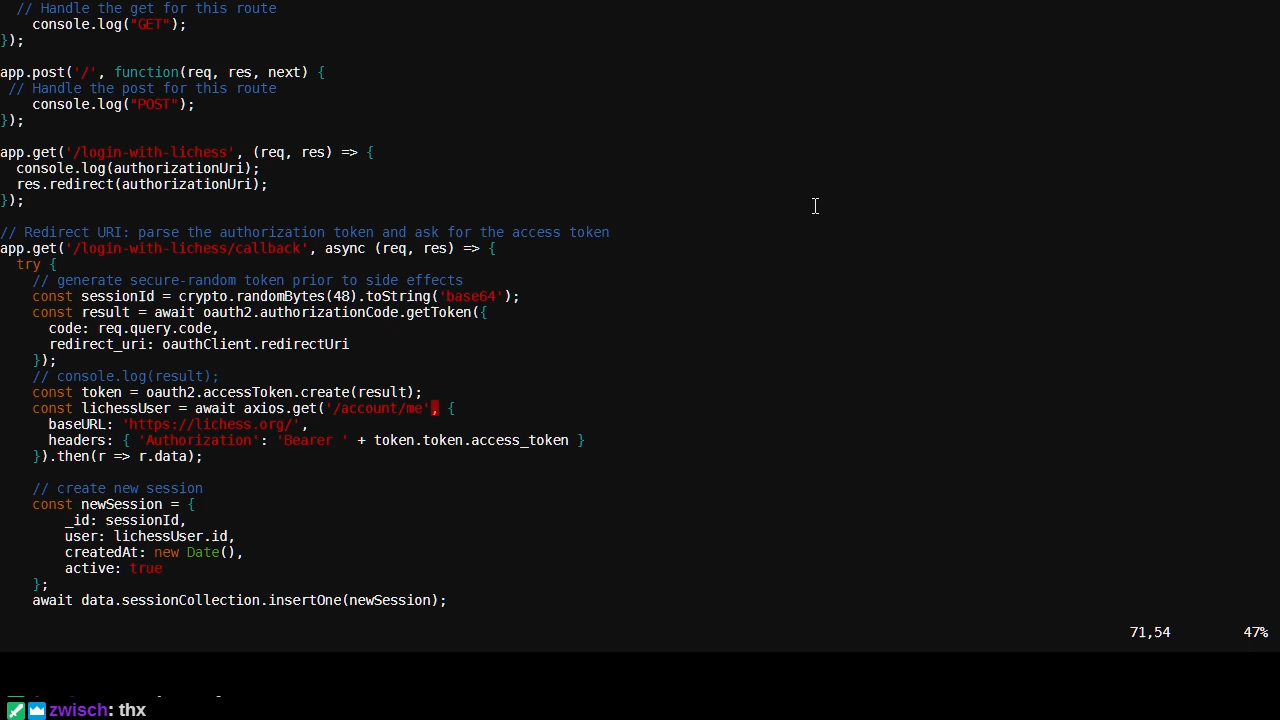 // Handle the get for this route
console.log("GET");
});
app.post('/', function(req, res, next) {
// Handle the post for this route
console.log("POST");
});
app.get('/login-with-lichess', (req, res) => {
console.log(authorizationUri);
res.redirect(authorizationUri);
});
// Redirect URI: parse the authorization token and ask for the access token
app.get('/login-with-lichess/callback', async (req, res) => {
try {
// generate secure-random token prior to side effects
const sessionId = crypto.randomBytes(48).toString('base64');
const result = await oauth2.authorizationCode.getToken({
code: req.query.code,
redirect_uri: oauthClient.redirectUri
});
// console.log(result);
const token = oauth2.accessToken.create(result);
const lichessUser = await axios.get('/account/me', {
baseURL: 'https://lichess.org/',
headers: { 'Authorization': 'Bearer ' + token.token.access_token }
}).then(r => r.data);
// create new session
const newSession = {
_id: sessionId,
user: lichessUser.id,
createdAt: new Date(),
active: true
};
await data.sessionCollection.insertOne(newSession);
71,54 47%
zwisch: thx